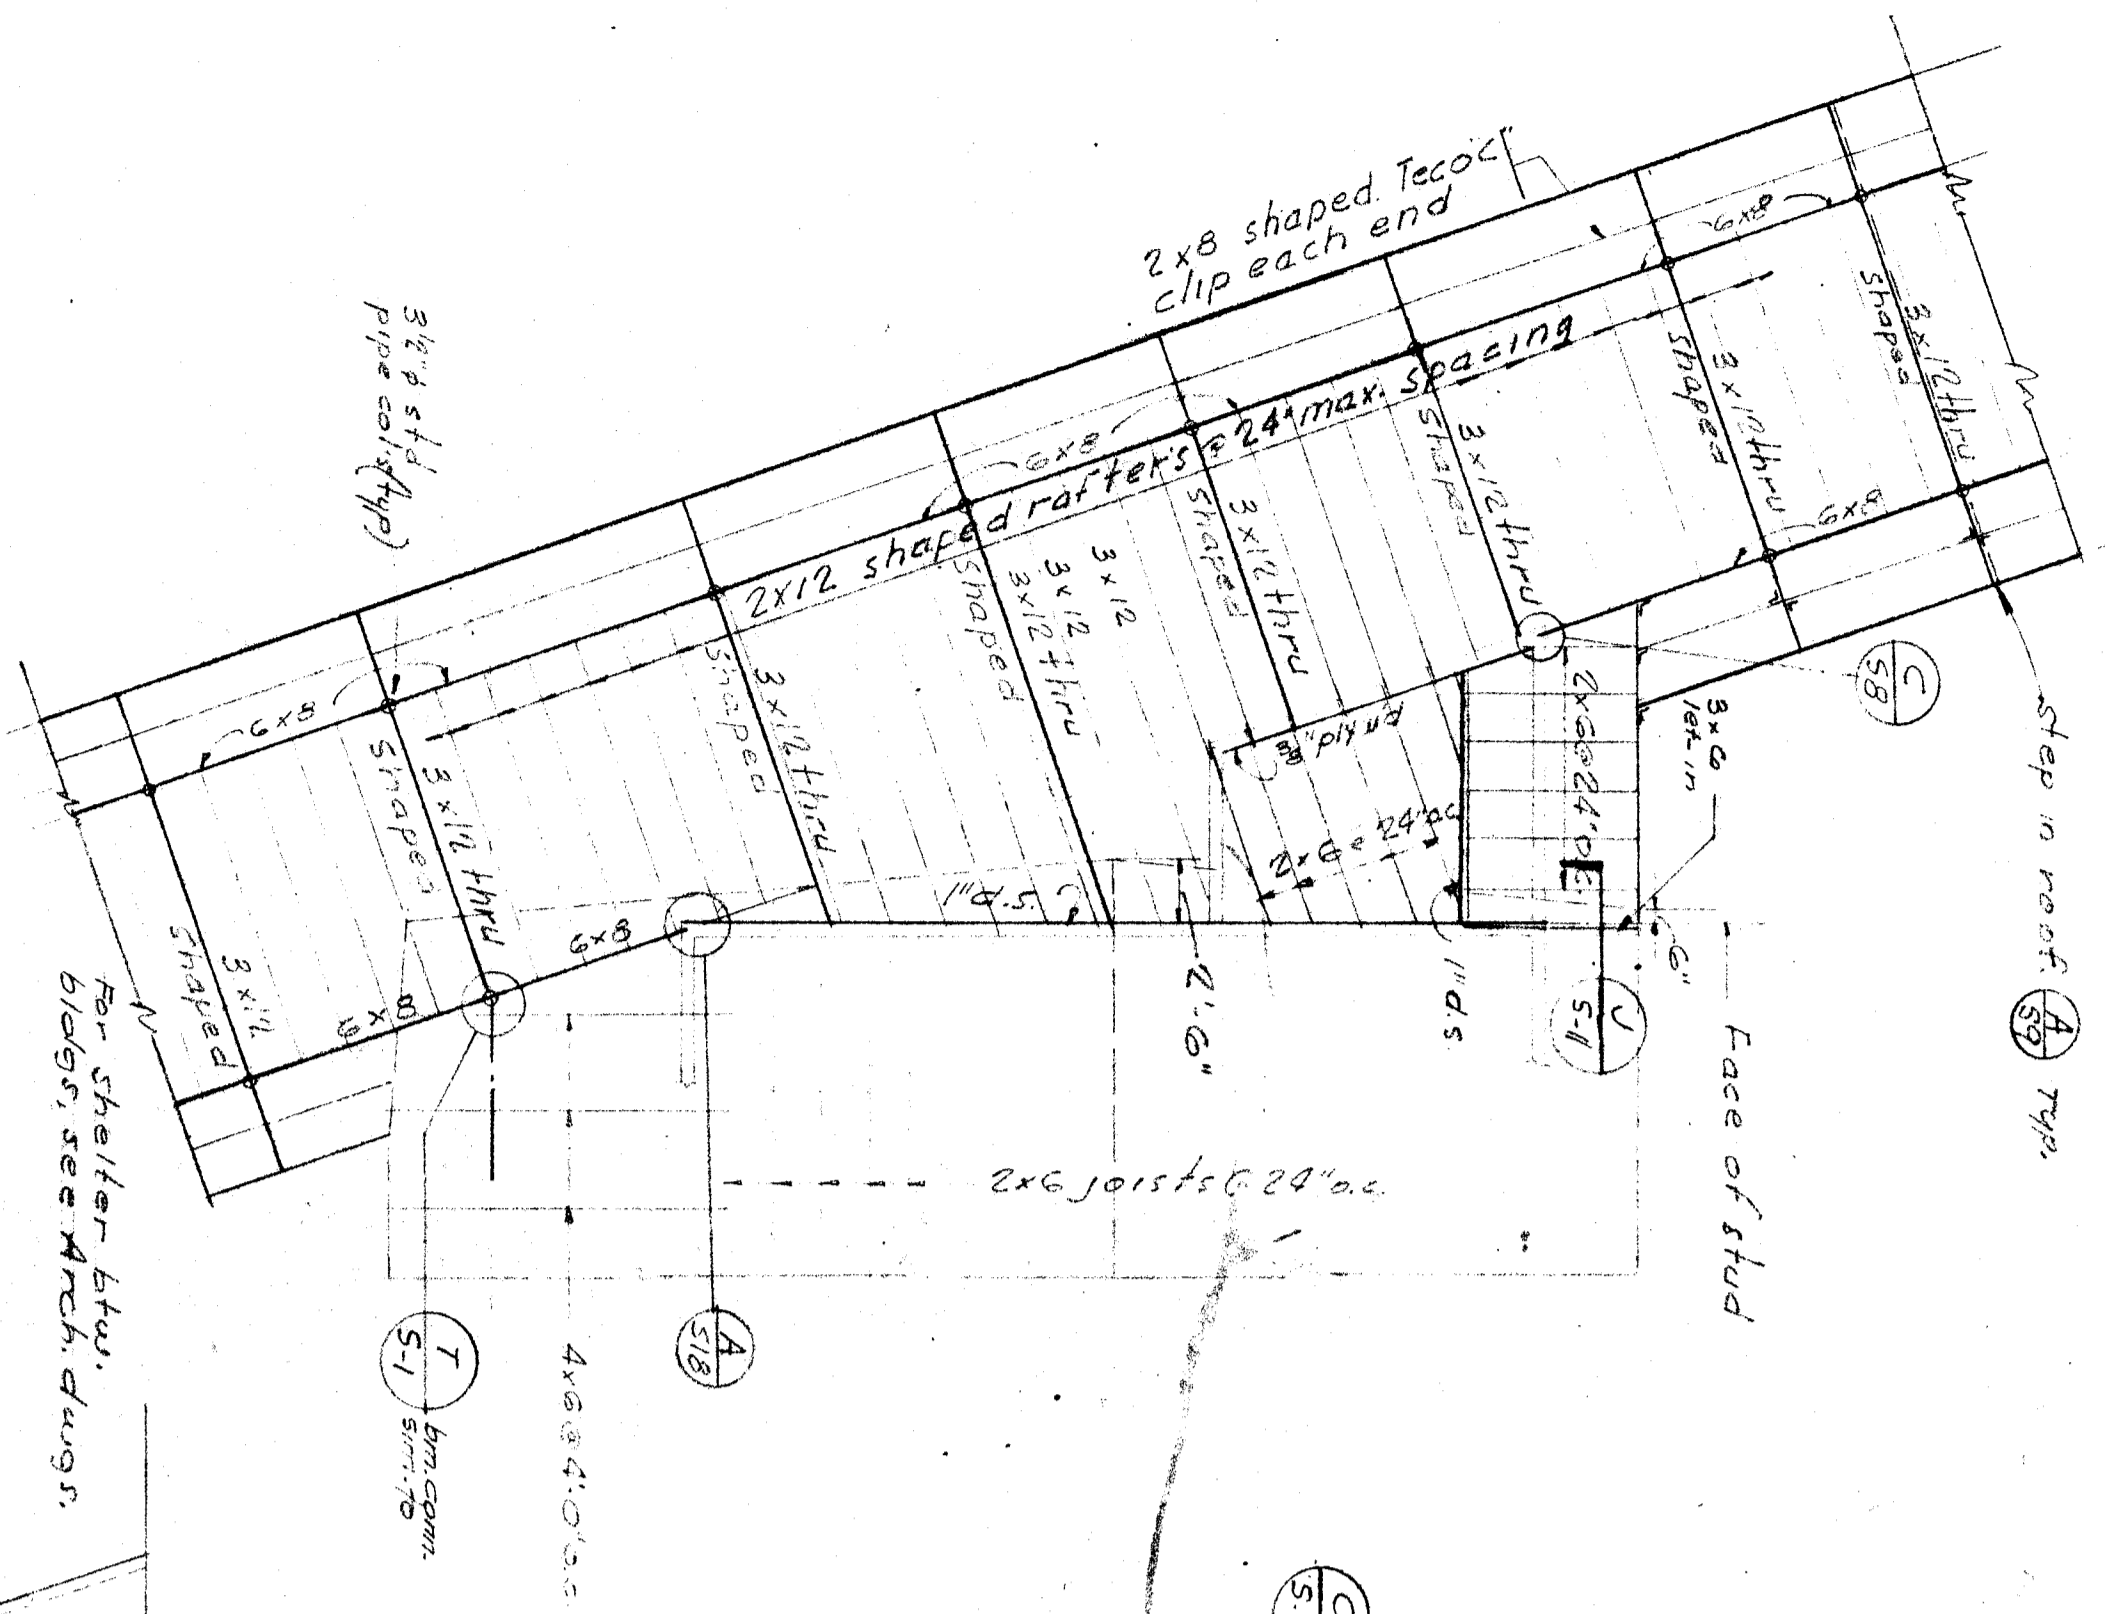 2x8 shaped. Teco "C"
clip each end
6x8
3x12 thru
shaped
step in roof.
A
S9
Typ.
3x12 thru
shaped
6x8
2x12 shaped rafters @ 24" max. spacing
3x12 thru
shaped
C
S8
3 1/2" φ std
pipe cols (typ)
6x8
3x12 thru
shaped
3x12
3x12
3x12 thru
shaped
3/8" plywd
2x6@24"o.c.
3x6
let-in
6x8
3x12 thru
shaped
3x12 thru
shaped
2x6 @ 24"o.c.
1" d.s.
6x8
2'-6"
1" d.s.
6"
J
S-11
Face of stud
3x12
shaped
6x8
2x6 joists @ 24" o.c.
For shelter btw.
bldgs, see Arch. dwgs.
T
S-1
bm. conn.
sim. to
A
S18
4x6@4'-0"o.c.
C
S